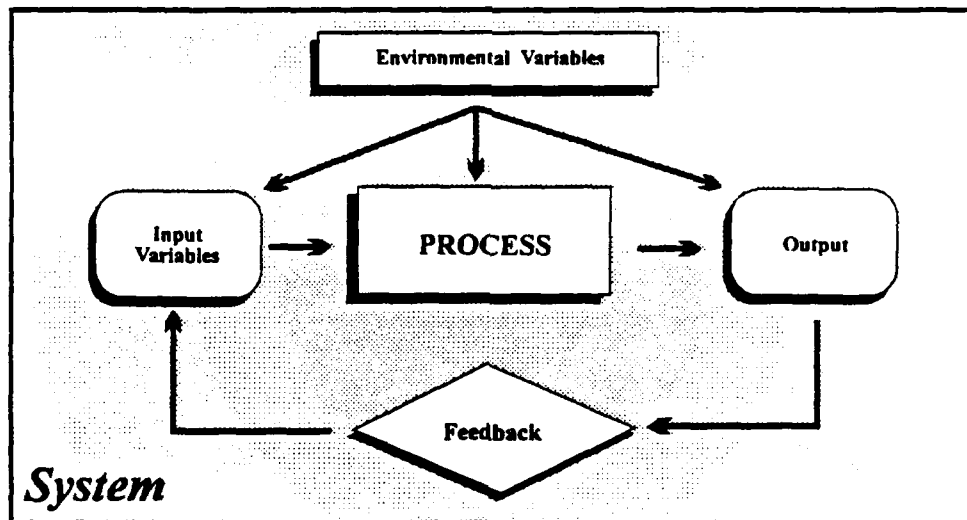 Environmental Variables
Input
Variables
PROCESS
Output
Feedback
System